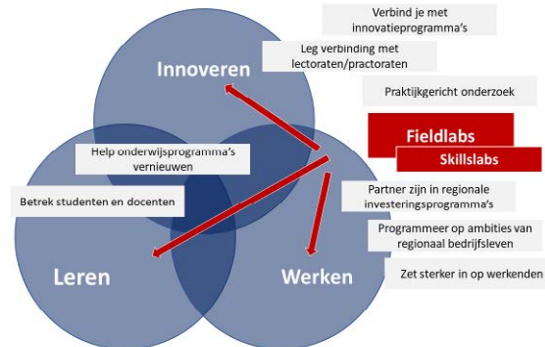 Verbind je met
innovatieprogramma's
Leg verbinding met
lectoraten/practoraten
Innoveren
Praktijkgericht onderzoek
Fieldlabs
Skillslabs
Help onderwijsprogramma's
vernieuwen
Betrek studenten en docenten
Partner zijn in regionale
investeringsprogramma's
Programmeer op ambities van
regionaal bedrijfsleven
Leren
Werken
Zet sterker in op werkenden